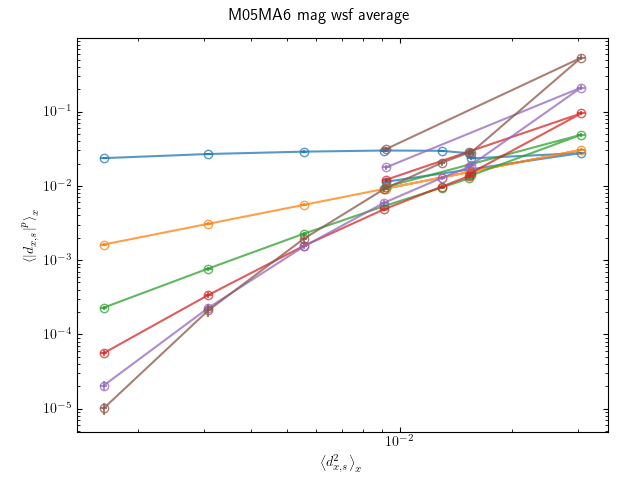 M05MA6 mag wsf average
10⁻¹
10⁻²
10⁻³
10⁻⁴
10⁻⁵
⟨|d_{x,s}|^p⟩_x
10⁻²
⟨d²_{x,s}⟩_x